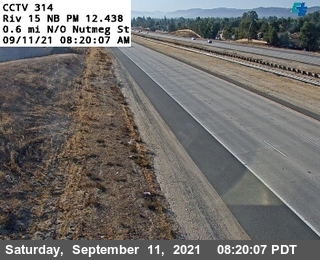 CCTV 314
Riv 15 NB PM 12.438
0.6 mi N/O Nutmeg St
09/11/21 08:20:07 AM
Saturday, September 11, 2021 08:20:07 PDT